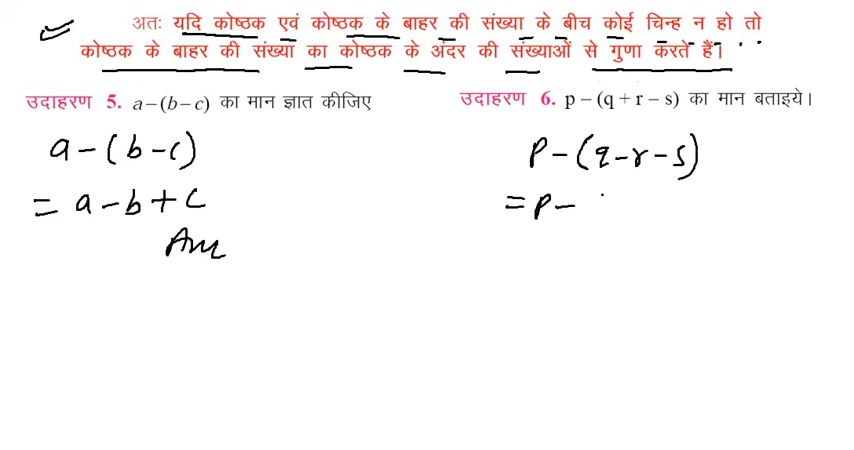 अतः यदि कोष्ठक एवं कोष्ठक के बाहर की संख्या के बीच कोई चिन्ह न हो तो
कोष्ठक के बाहर की संख्या का कोष्ठक के अंदर की संख्याओं से गुणा करते हैं।
उदाहरण 5. a–(b–c) का मान ज्ञात कीजिए
a–(b–c)
= a–b+c
Ans
उदाहरण 6. p–(q+r–s) का मान बताइये।
p–(q–r–s)
= p–